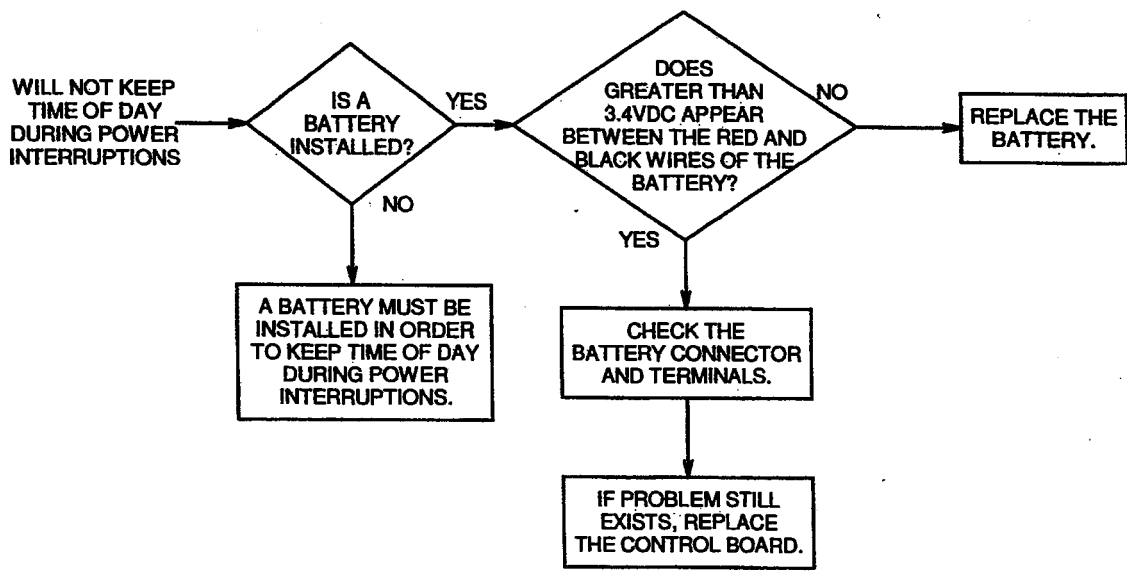 WILL NOT KEEP
TIME OF DAY
DURING POWER
INTERRUPTIONS
IS A
BATTERY
INSTALLED?
YES
NO
A BATTERY MUST BE
INSTALLED IN ORDER
TO KEEP TIME OF DAY
DURING POWER
INTERRUPTIONS.
DOES
GREATER THAN
3.4VDC APPEAR
BETWEEN THE RED AND
BLACK WIRES OF THE
BATTERY?
NO
REPLACE THE
BATTERY.
YES
CHECK THE
BATTERY CONNECTOR
AND TERMINALS.
IF PROBLEM STILL
EXISTS, REPLACE
THE CONTROL BOARD.